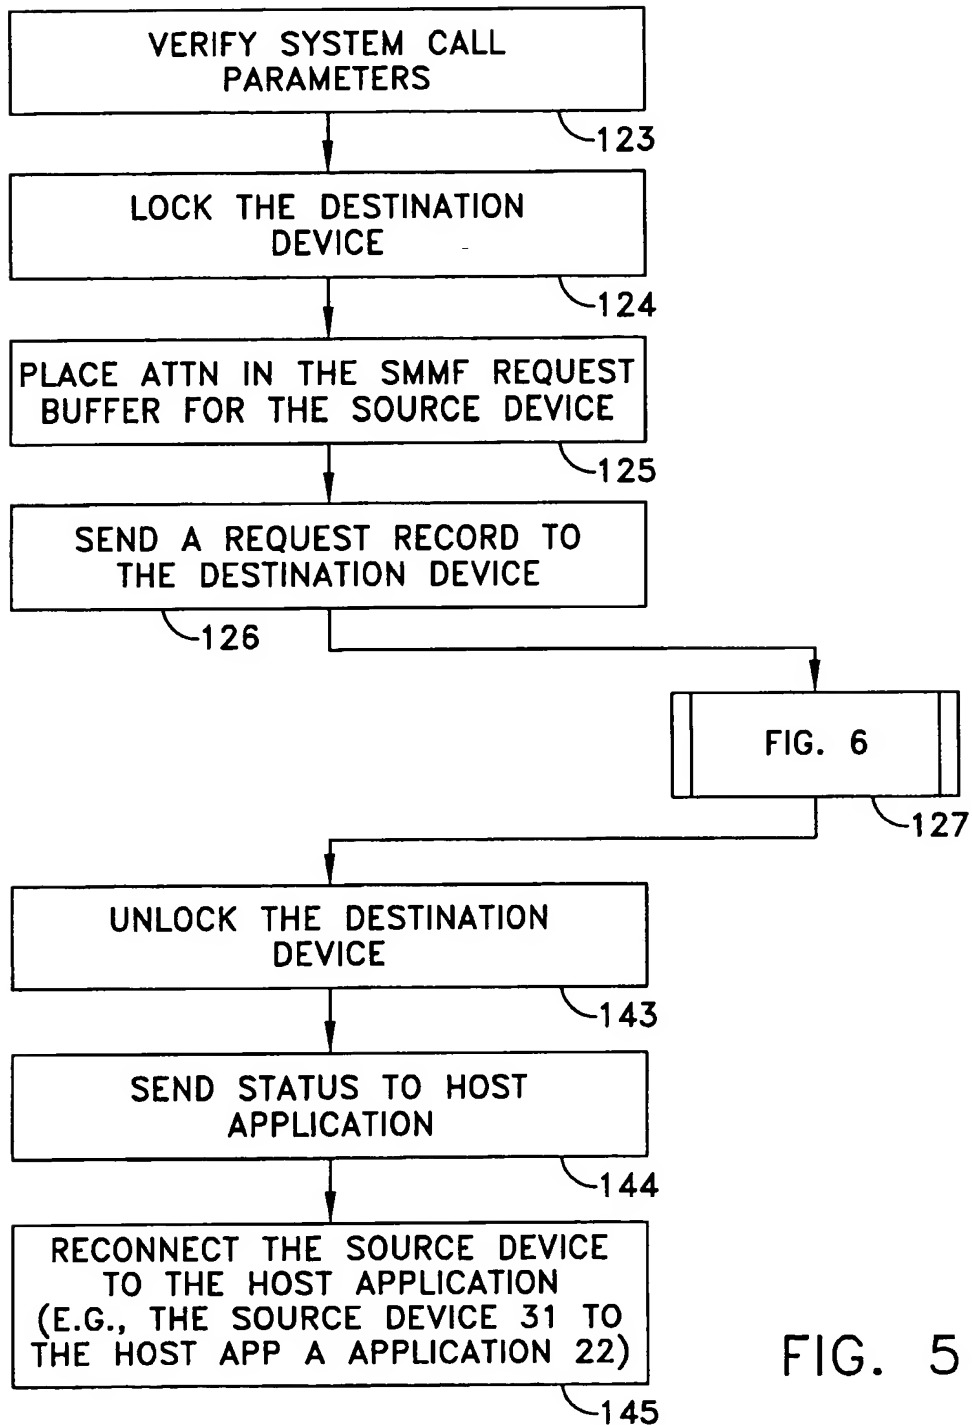 VERIFY SYSTEM CALL
PARAMETERS
123
LOCK THE DESTINATION
DEVICE
124
PLACE ATTN IN THE SMMF REQUEST
BUFFER FOR THE SOURCE DEVICE
125
SEND A REQUEST RECORD TO
THE DESTINATION DEVICE
126
FIG. 6
127
UNLOCK THE DESTINATION
DEVICE
143
SEND STATUS TO HOST
APPLICATION
144
RECONNECT THE SOURCE DEVICE
TO THE HOST APPLICATION
(E.G., THE SOURCE DEVICE 31 TO
THE HOST APP A APPLICATION 22)
145
FIG. 5